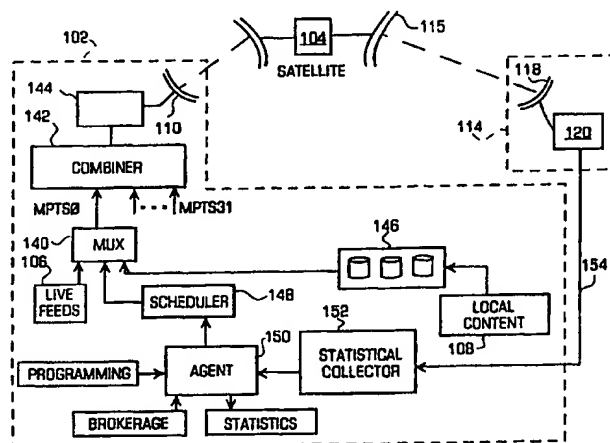 102
104
115
SATELLITE
118
144
110
142
114
120
COMBINER
MPTS0
MPTS31
140
MUX
146
106
LIVE
FEEDS
SCHEDULER
148
154
LOCAL
CONTENT
108
152
150
STATISTICAL
COLLECTOR
PROGRAMMING
AGENT
BROKERAGE
STATISTICS